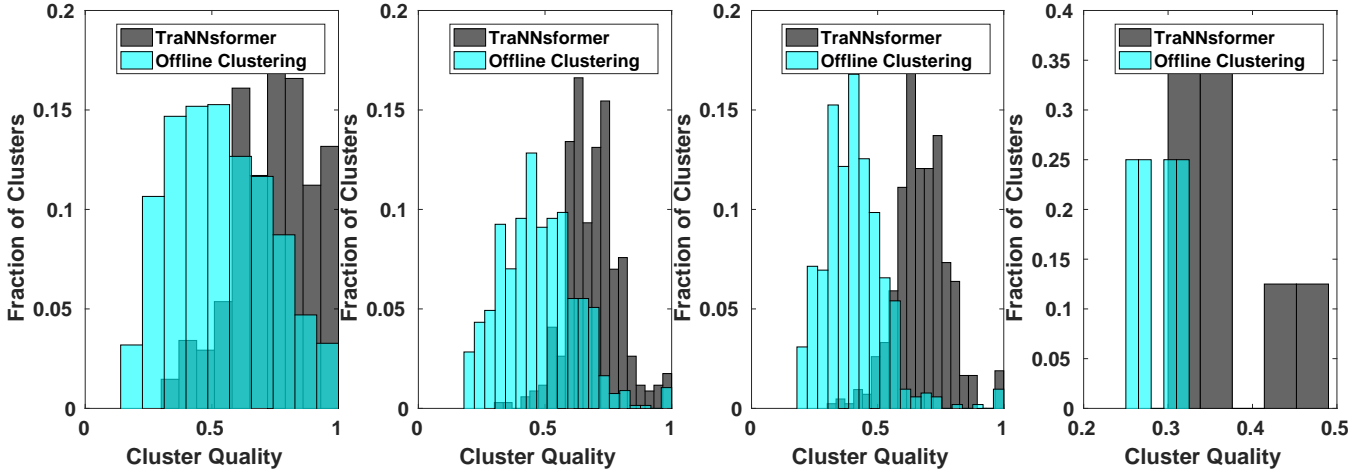 0.2
0.15
0.1
0.05
0
Fraction of Clusters
TraNNsformer
Offline Clustering
0 0.5 1
Cluster Quality
0.2
0.15
0.1
0.05
0
Fraction of Clusters
TraNNsformer
Offline Clustering
0 0.5 1
Cluster Quality
0.2
0.15
0.1
0.05
0
Fraction of Clusters
TraNNsformer
Offline Clustering
0 0.5 1
Cluster Quality
0.4
0.35
0.3
0.25
0.2
0.15
0.1
0.05
0
Fraction of Clusters
TraNNsformer
Offline Clustering
0.2 0.3 0.4 0.5
Cluster Quality